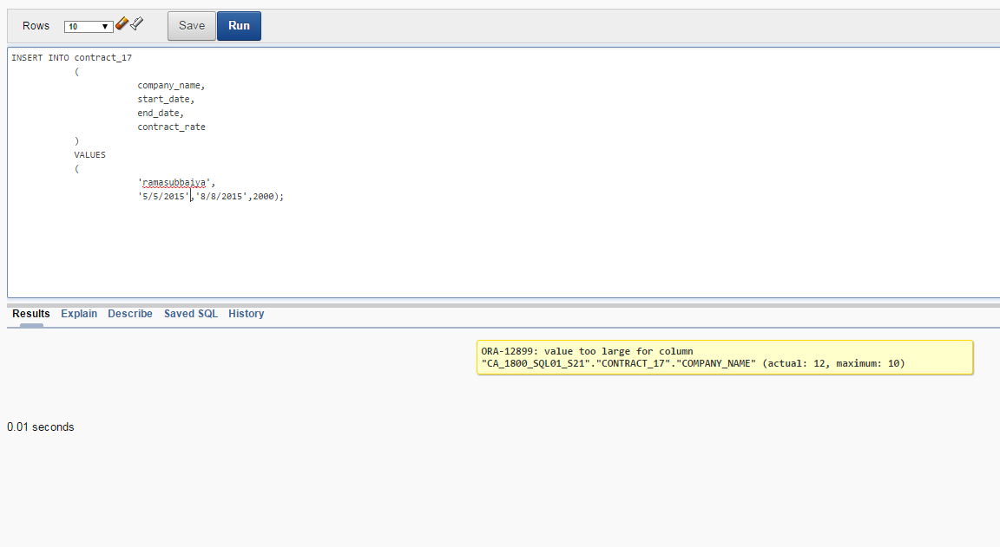 Rows 10 Save Run
INSERT INTO contract_17
(
company_name,
start_date,
end_date,
contract_rate
)
VALUES
(
'ramasubbaiya',
'5/5/2015','8/8/2015',2000);
Results Explain Describe Saved SQL History
ORA-12899: value too large for column
"CA_1800_SQL01_S21"."CONTRACT_17"."COMPANY_NAME" (actual: 12, maximum: 10)
0.01 seconds